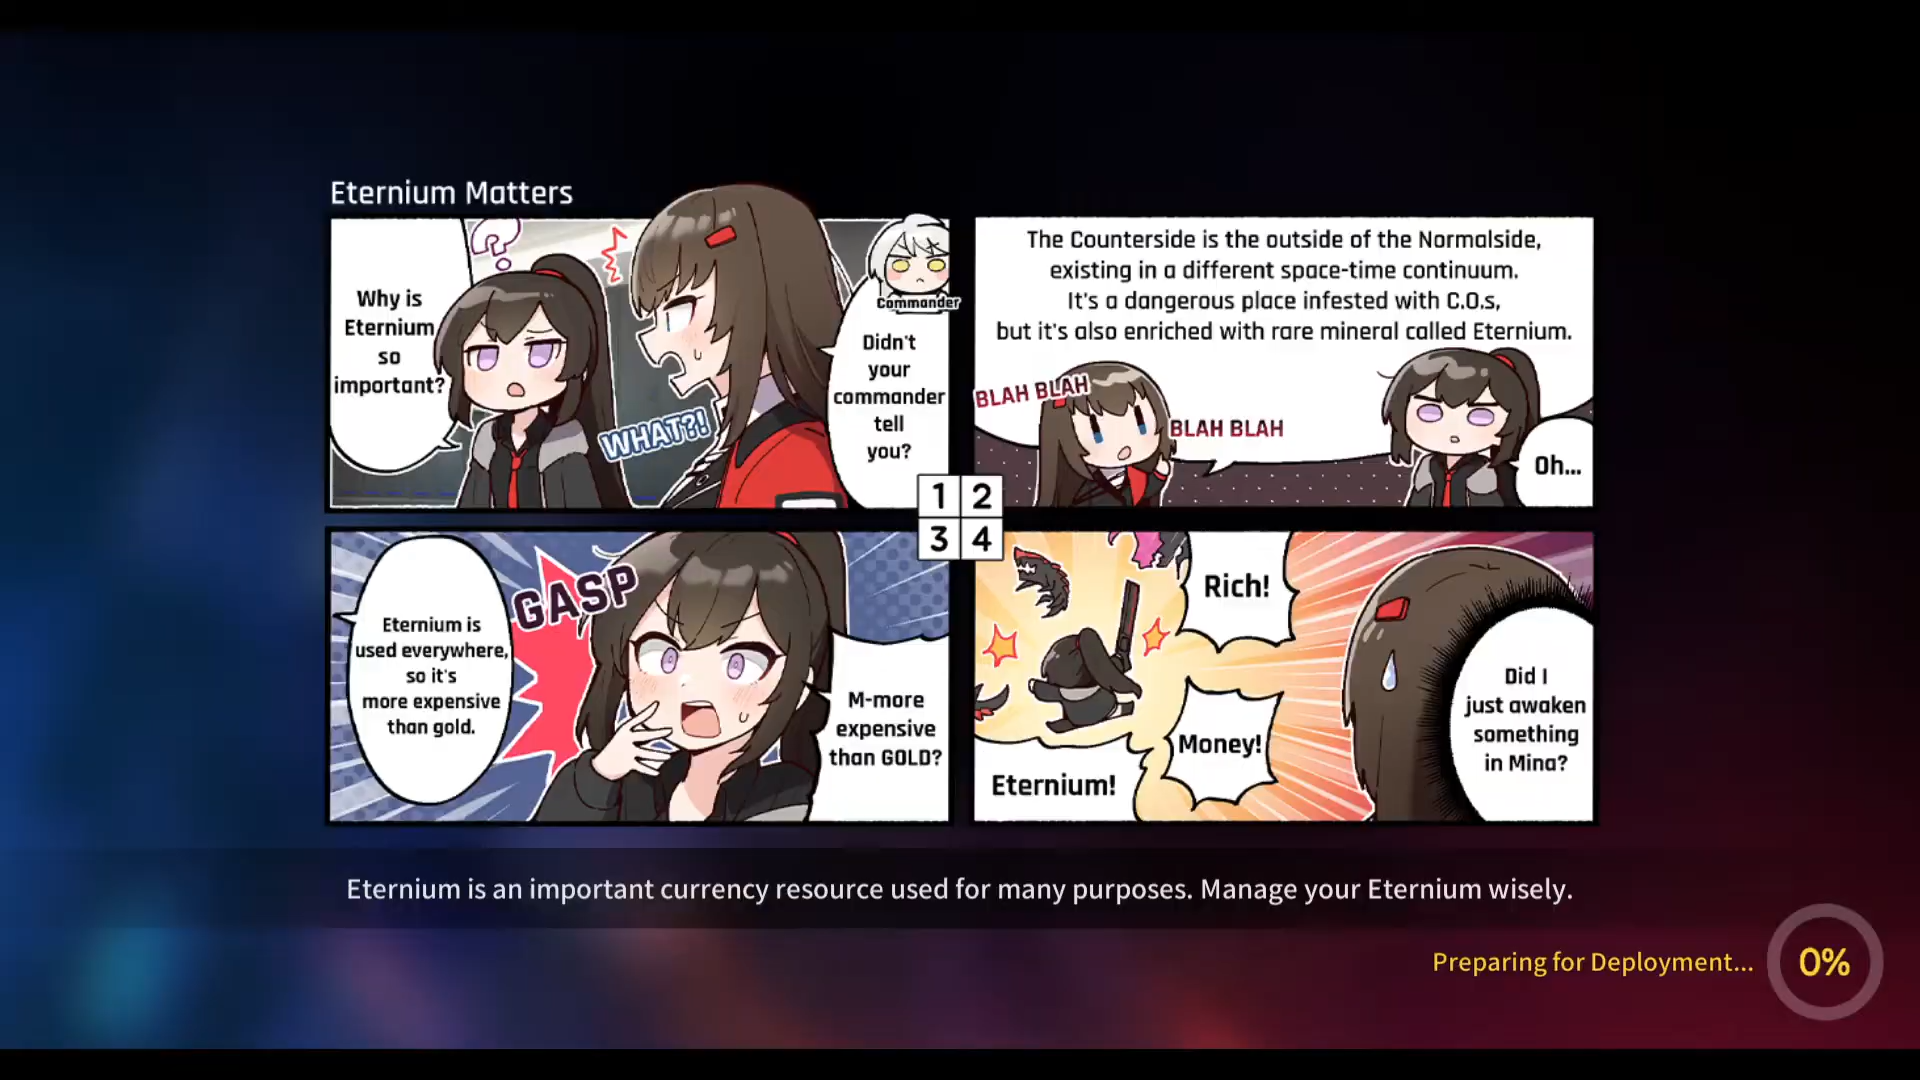 Eternium Matters
Why is
Eternium
so
important?
?
WHAT?!
Commander
Didn't
your
commander
tell
you?
The Counterside is the outside of the Normalside,
existing in a different space-time continuum.
It's a dangerous place infested with C.O.s,
but it's also enriched with rare mineral called Eternium.
BLAH BLAH
BLAH BLAH
Oh...
1 2
3 4
Eternium is
used everywhere,
so it's
more expensive
than gold.
GASP
M-more
expensive
than GOLD?
Rich!
Money!
Eternium!
Did I
just awaken
something
in Mina?
Eternium is an important currency resource used for many purposes. Manage your Eternium wisely.
Preparing for Deployment...
0%